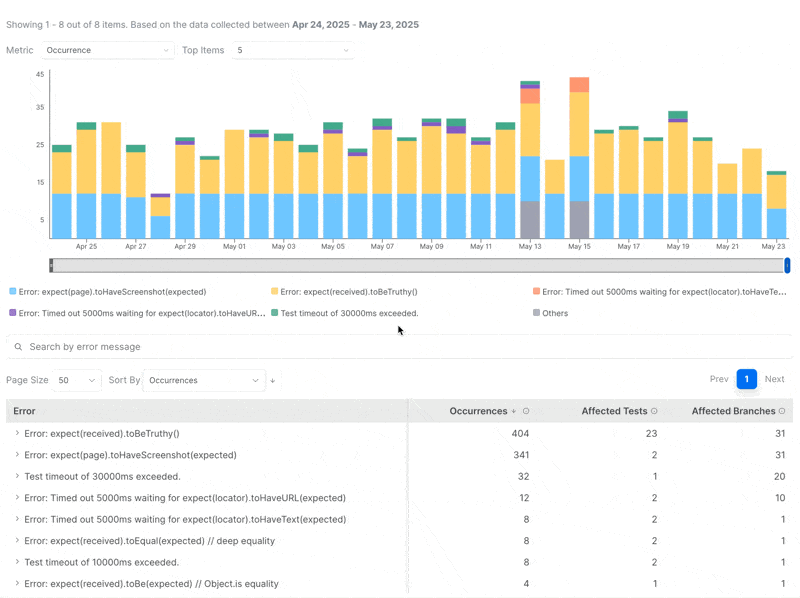 Showing 1 - 8 out of 8 items. Based on the data collected between Apr 24, 2025 - May 23, 2025
Metric Occurrence Top Items 5
45
35
25
15
5
Apr 25 Apr 27 Apr 29 May 01 May 03 May 05 May 07 May 09 May 11 May 13 May 15 May 17 May 19 May 21 May 23
Error: expect(page).toHaveScreenshot(expected) Error: expect(received).toBeTruthy() Error: Timed out 5000ms waiting for expect(locator).toHaveTe...
Error: Timed out 5000ms waiting for expect(locator).toHaveUR... Test timeout of 30000ms exceeded. Others
Search by error message
Page Size 50 Sort By Occurrences ↓ Prev 1 Next
Error Occurrences ↓ Affected Tests Affected Branches
Error: expect(received).toBeTruthy() 404 23 31
Error: expect(page).toHaveScreenshot(expected) 341 2 31
Test timeout of 30000ms exceeded. 32 1 20
Error: Timed out 5000ms waiting for expect(locator).toHaveURL(expected) 12 2 10
Error: Timed out 5000ms waiting for expect(locator).toHaveText(expected) 8 2 1
Error: expect(received).toEqual(expected) // deep equality 8 2 1
Test timeout of 10000ms exceeded. 8 2 1
Error: expect(received).toBe(expected) // Object.is equality 4 1 1